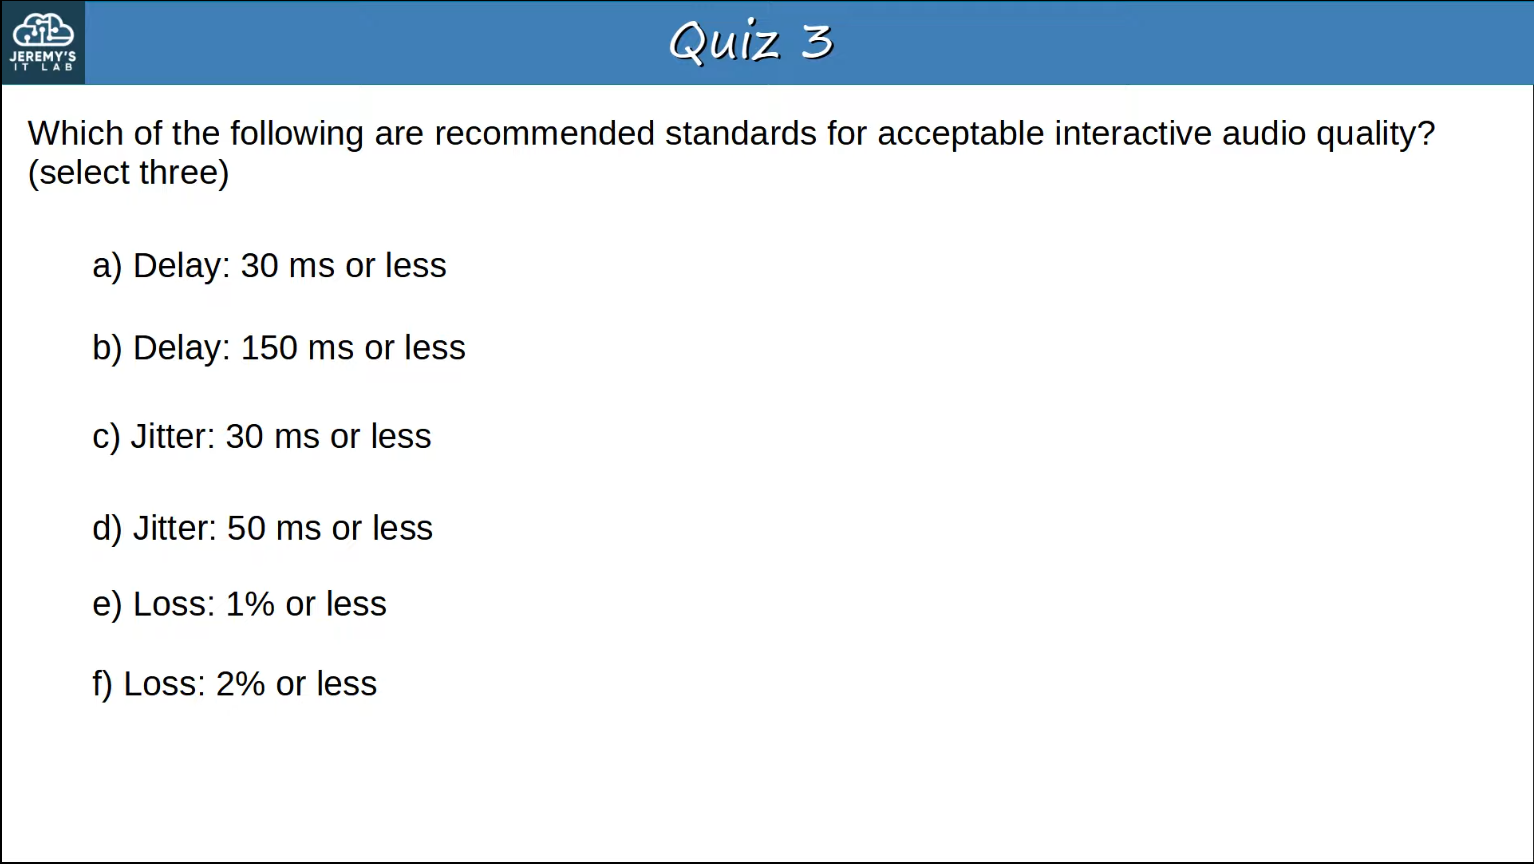 JEREMY'S
IT LAB
Quiz 3
Which of the following are recommended standards for acceptable interactive audio quality?
(select three)
a) Delay: 30 ms or less
b) Delay: 150 ms or less
c) Jitter: 30 ms or less
d) Jitter: 50 ms or less
e) Loss: 1% or less
f) Loss: 2% or less